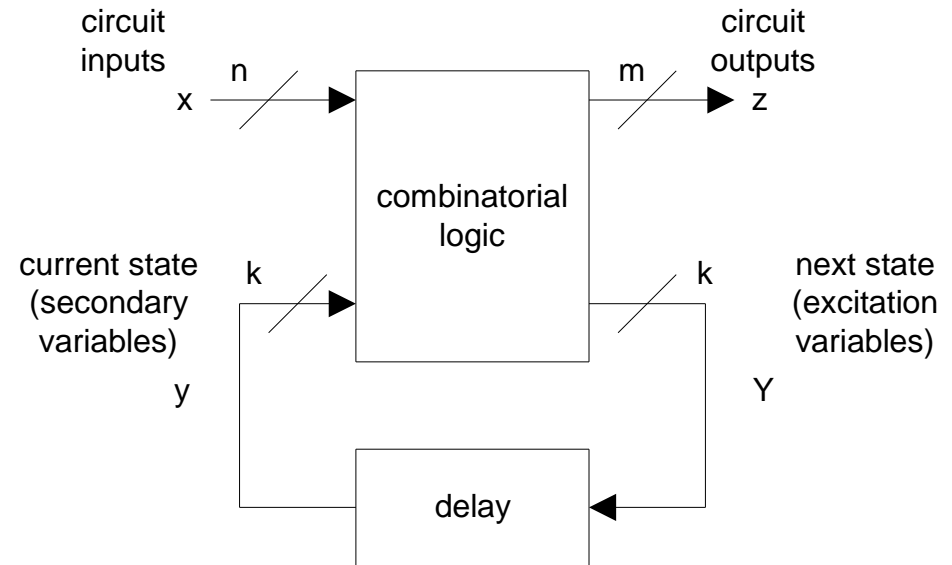 circuit
inputs
n
x
circuit
outputs
m
z
combinatorial
logic
current state
(secondary
variables)
k
y
k
next state
(excitation
variables)
Y
delay